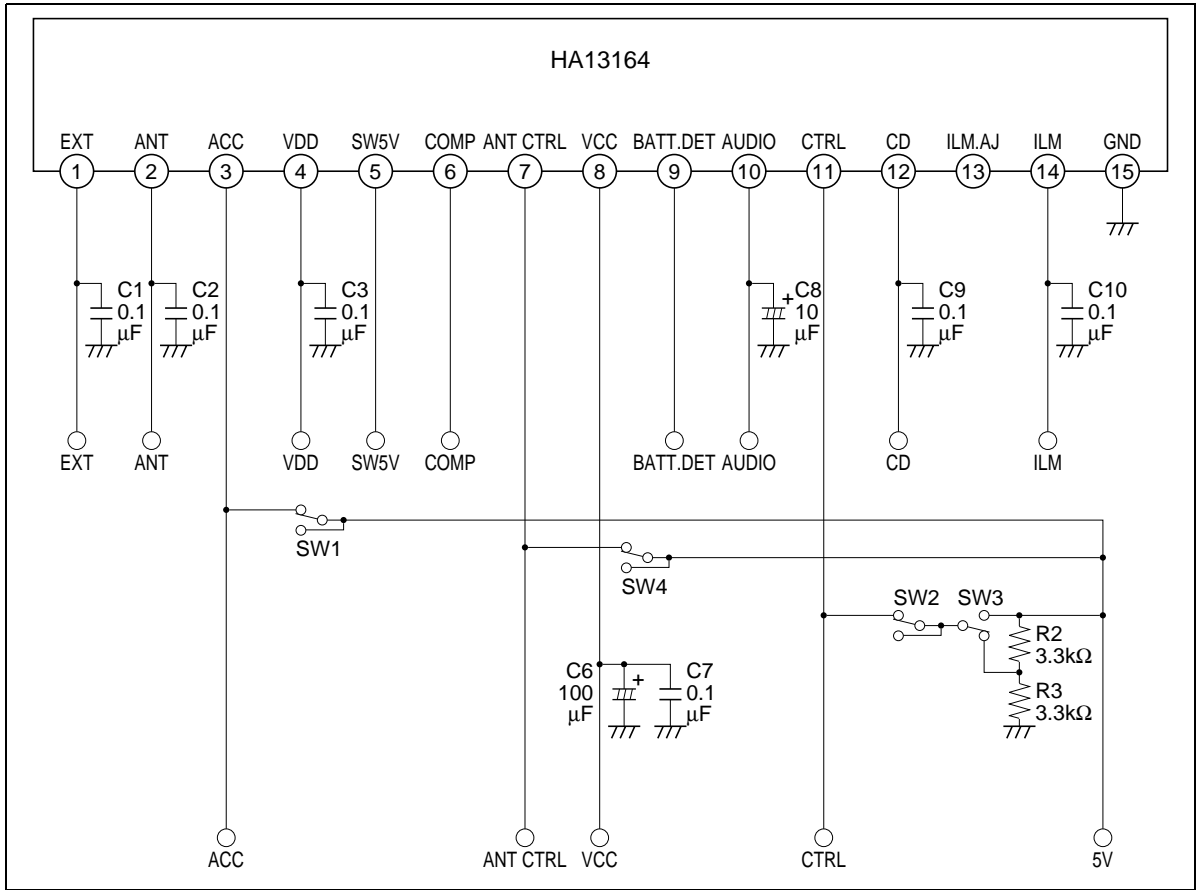 HA13164
EXT ANT ACC VDD SW5V COMP ANT CTRL VCC BATT.DET AUDIO CTRL CD ILM.AJ ILM GND
1 2 3 4 5 6 7 8 9 10 11 12 13 14 15
C1 C2 C3 C8 C9 C10
0.1 0.1 0.1 + 10 0.1 0.1
µF µF µF µF µF µF
EXT ANT VDD SW5V COMP BATT.DET AUDIO CD ILM
SW1
SW4
SW2 SW3
R2
3.3kΩ
C6 + C7
100 0.1
µF µF
R3
3.3kΩ
ACC ANT CTRL VCC CTRL 5V